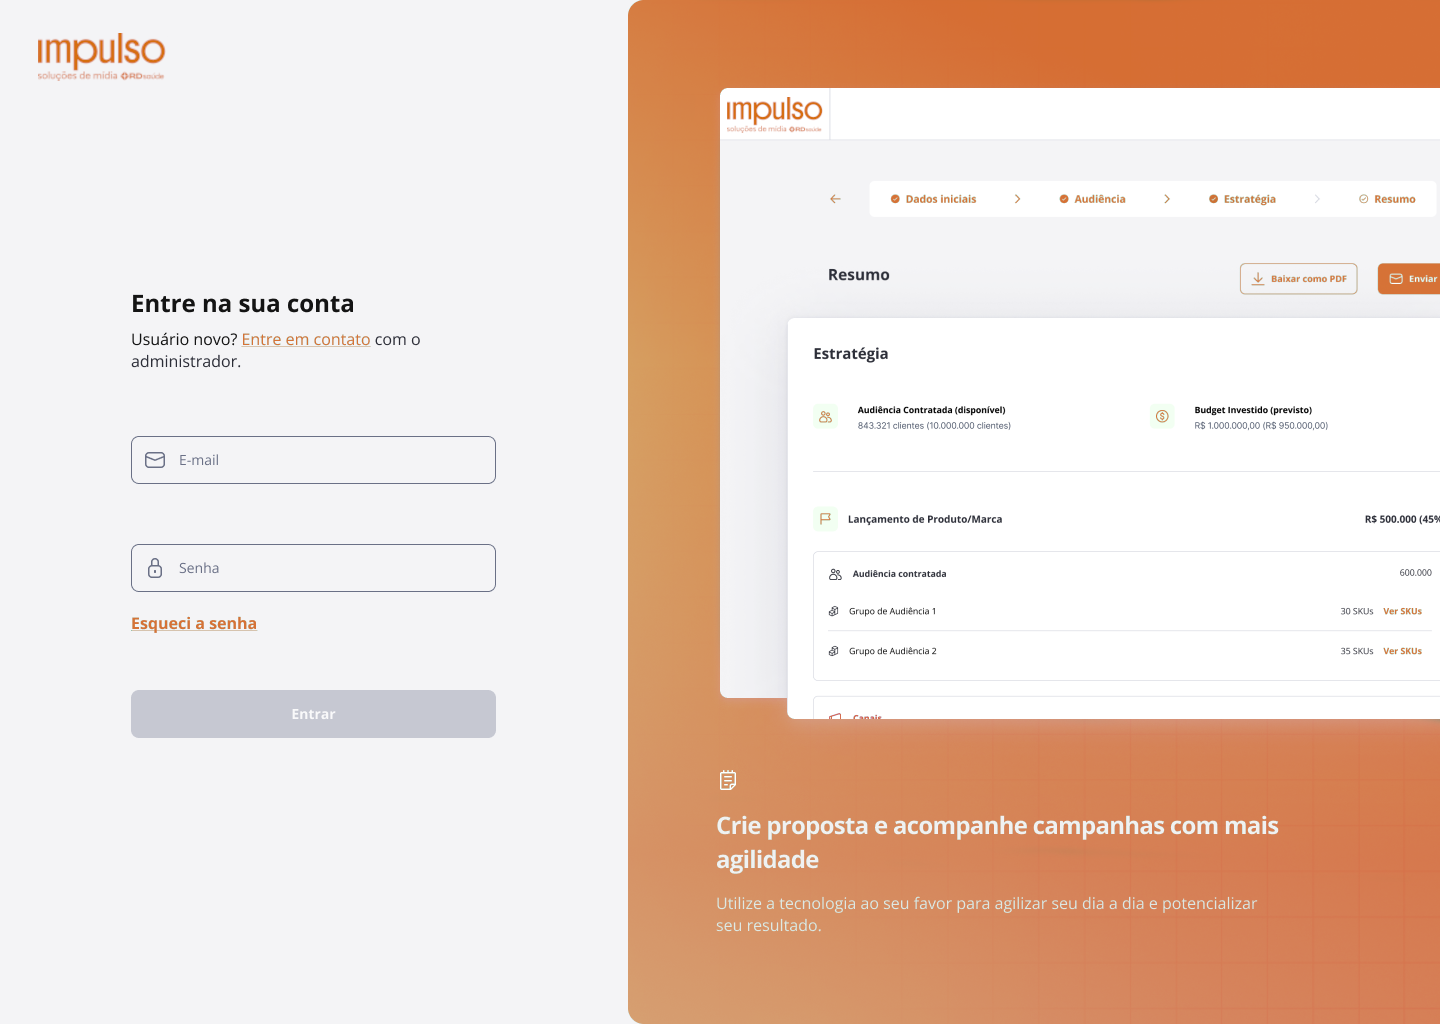 impulso
soluções de mídia RD saúde
Entre na sua conta
Usuário novo? Entre em contato com o
administrador.
E-mail
Senha
Esqueci a senha
Entrar
impulso
soluções de mídia RD saúde
Dados iniciais
Audiência
Estratégia
Resumo
Resumo
Baixar como PDF
Enviar
Estratégia
Audiência Contratada (disponível)
843.321 clientes (10.000.000 clientes)
Budget Investido (previsto)
R$ 1.000.000,00 (R$ 950.000,00)
Lançamento de Produto/Marca
R$ 500.000 (45%
Audiência contratada
600.000
Grupo de Audiência 1
30 SKUs Ver SKUs
Grupo de Audiência 2
35 SKUs Ver SKUs
Canais
Crie proposta e acompanhe campanhas com mais
agilidade
Utilize a tecnologia ao seu favor para agilizar seu dia a dia e potencializar
seu resultado.